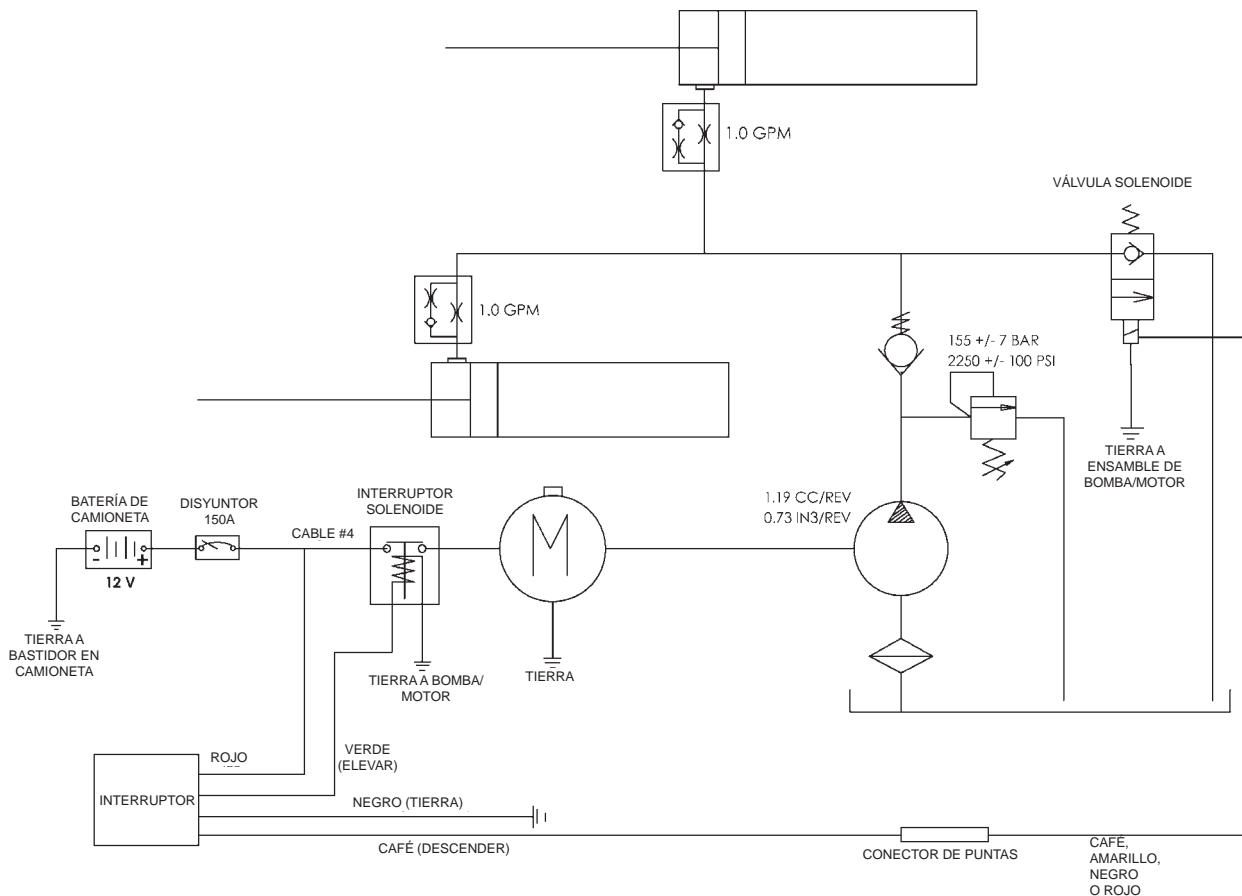 1.0 GPM
VÁLVULA SOLENOIDE
1.0 GPM
155 +/- 7 BAR
2250 +/- 100 PSI
TIERRA A
ENSAMBLE DE
BOMBA/MOTOR
BATERÍA DE
CAMIONETA
DISYUNTOR
150A
CABLE #4
INTERRUPTOR
SOLENOIDE
1.19 CC/REV
0.73 IN3/REV
M
- +
12 V
TIERRA A
BASTIDOR EN
CAMIONETA
TIERRA A BOMBA/
MOTOR
TIERRA
ROJO
VERDE
(ELEVAR)
INTERRUPTOR
NEGRO (TIERRA)
CAFÉ (DESCENDER)
CONECTOR DE PUNTAS
CAFÉ,
AMARILLO,
NEGRO
O ROJO